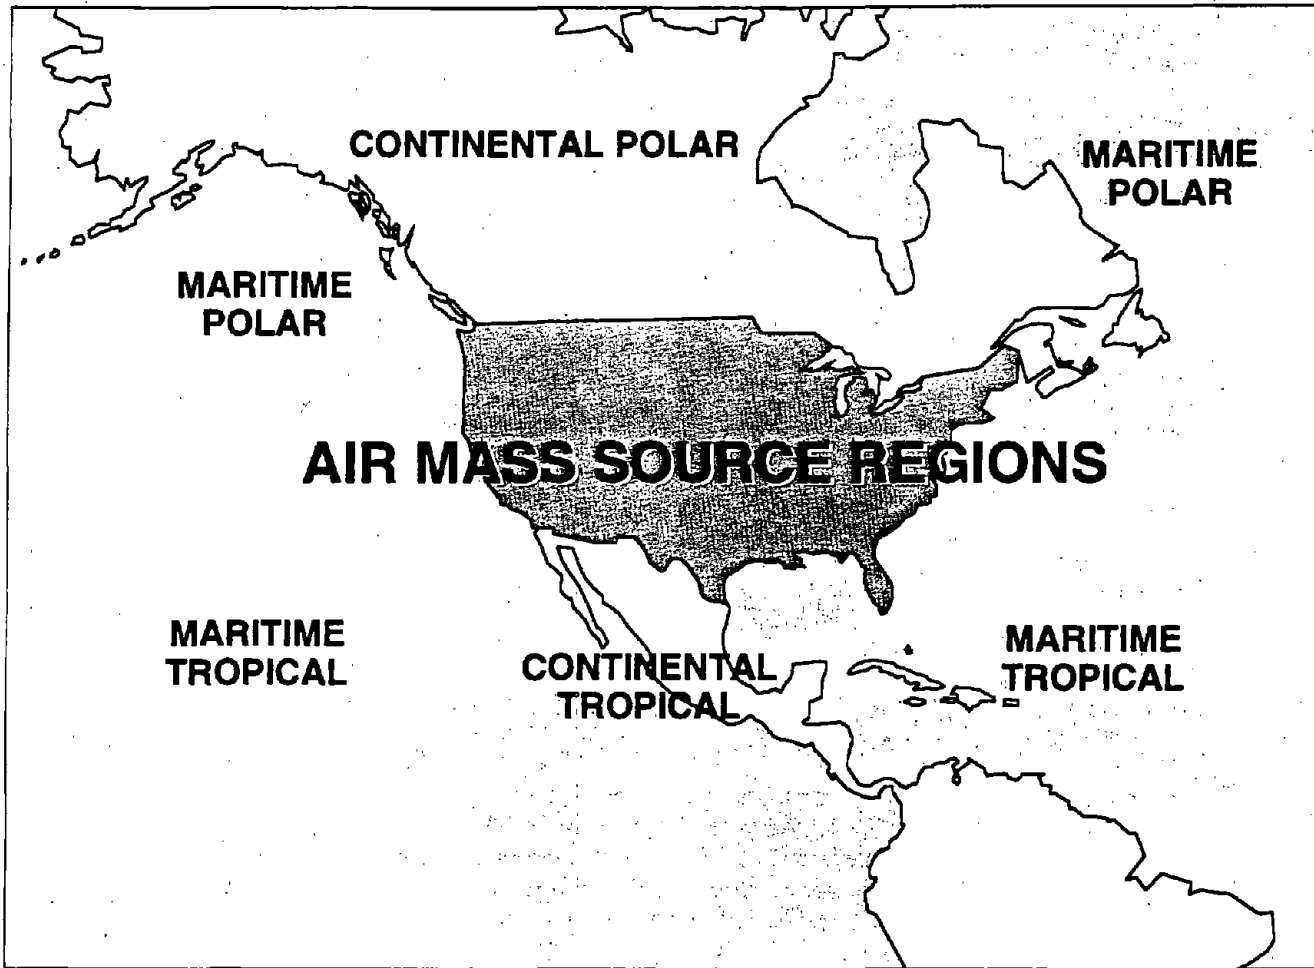 CONTINENTAL POLAR
MARITIME
POLAR
MARITIME
POLAR
AIR MASS SOURCE REGIONS
MARITIME
TROPICAL
CONTINENTAL
TROPICAL
MARITIME
TROPICAL